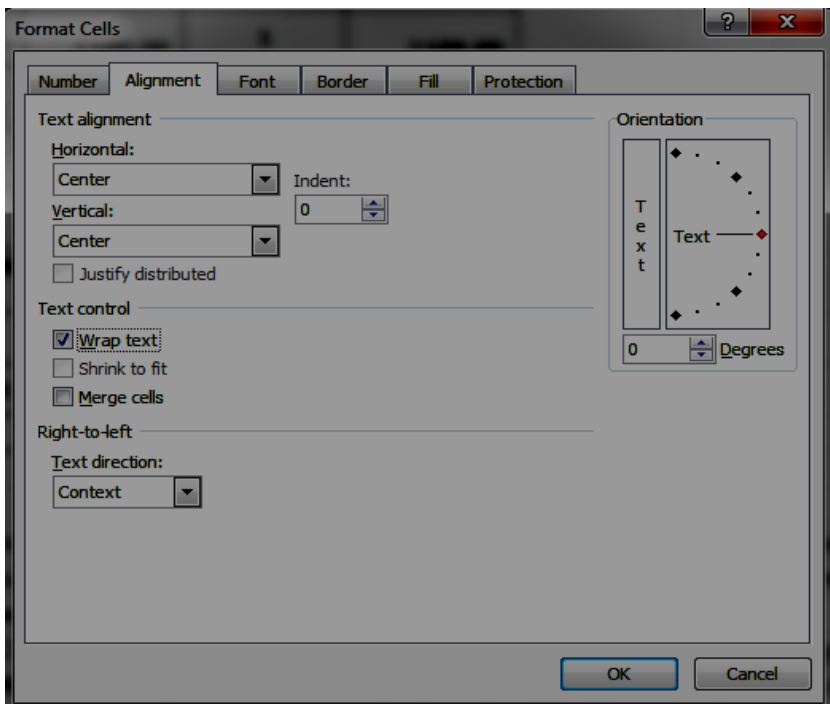 Format Cells
Number Alignment Font Border Fill Protection
Text alignment
Horizontal:
Center
Indent:
0
Vertical:
Center
Justify distributed
Text control
Wrap text
Shrink to fit
Merge cells
Right-to-left
Text direction:
Context
Orientation
Text
Text
0 Degrees
OK Cancel